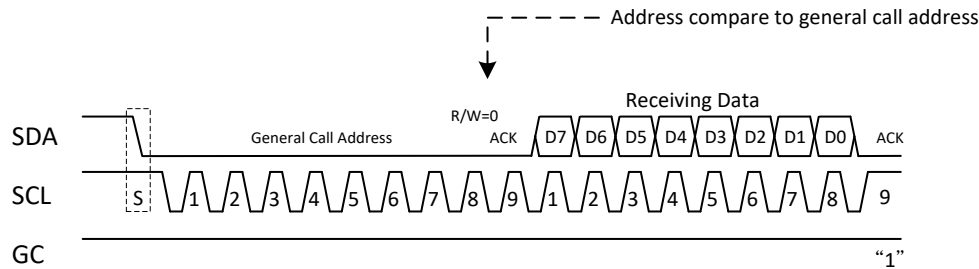 Address compare to general call address
Receiving Data
R/W=0
SDA General Call Address ACK D7 D6 D5 D4 D3 D2 D1 D0 ACK
SCL S 1 2 3 4 5 6 7 8 9 1 2 3 4 5 6 7 8 9
GC “1”